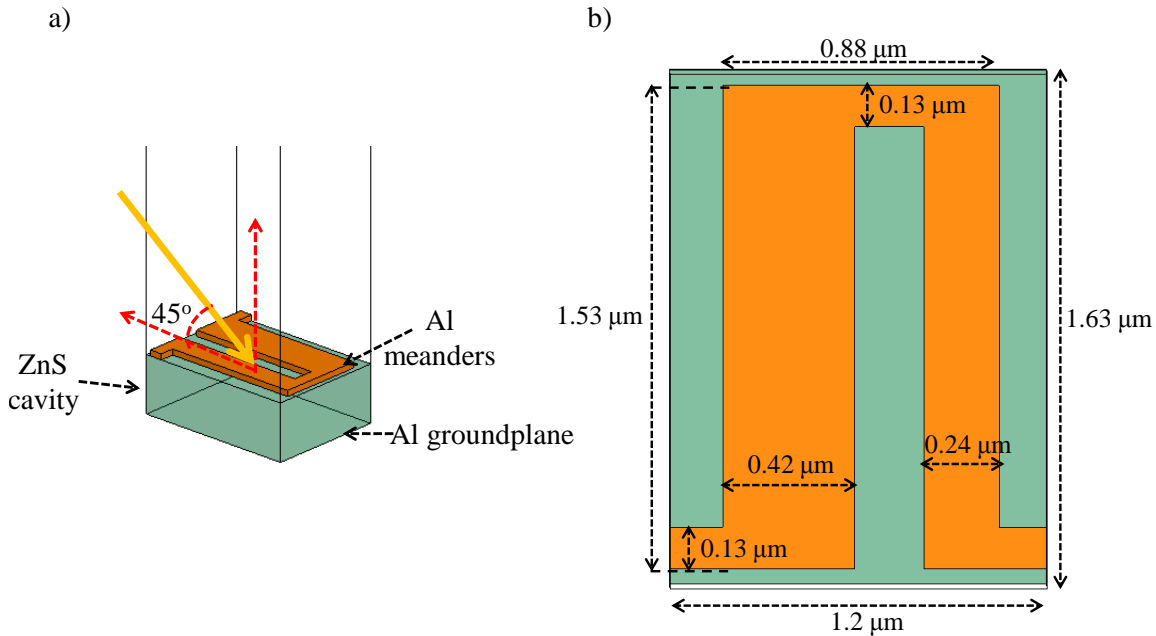 a)
45°
Al
meanders
ZnS
cavity
Al groundplane
b)
0.88 µm
0.13 µm
1.53 µm
1.63 µm
0.24 µm
0.42 µm
0.13 µm
1.2 µm